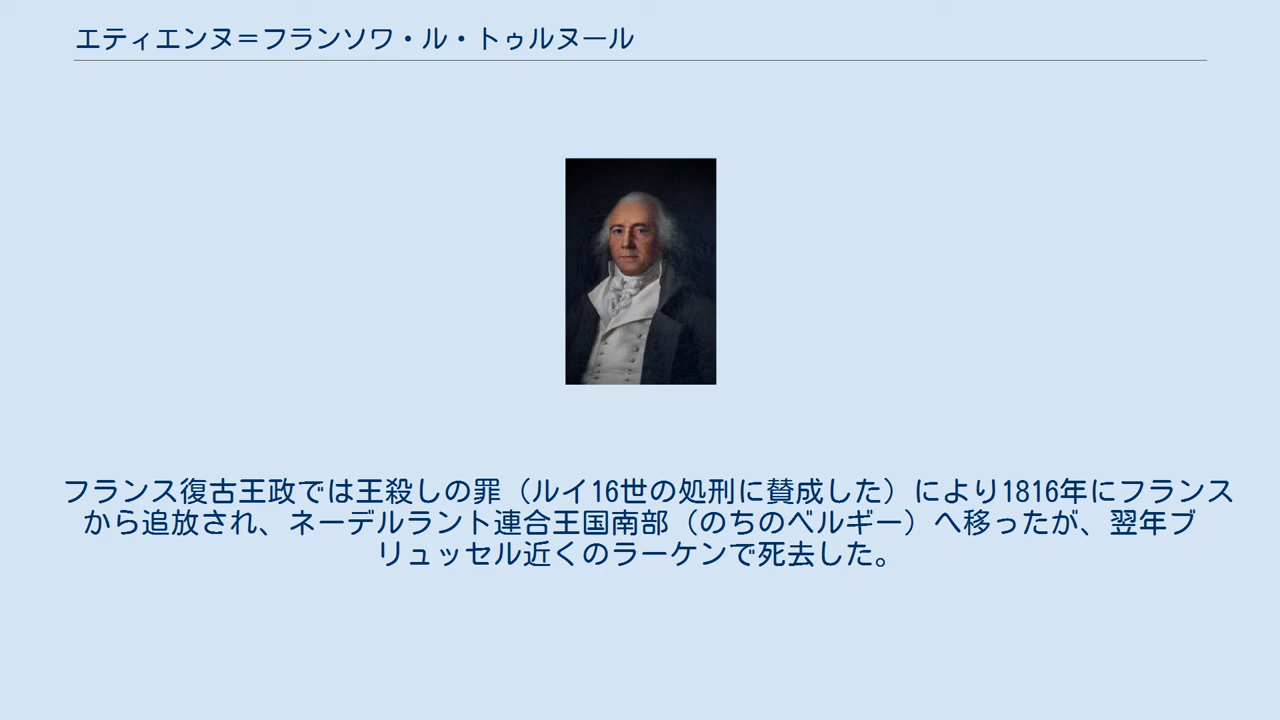 エティエンヌ＝フランソワ・ル・トゥルヌール
フランス復古王政では王殺しの罪（ルイ16世の処刑に賛成した）により1816年にフランス
から追放され、ネーデルラント連合王国南部（のちのベルギー）へ移ったが、翌年ブ
リュッセル近くのラーケンで死去した。